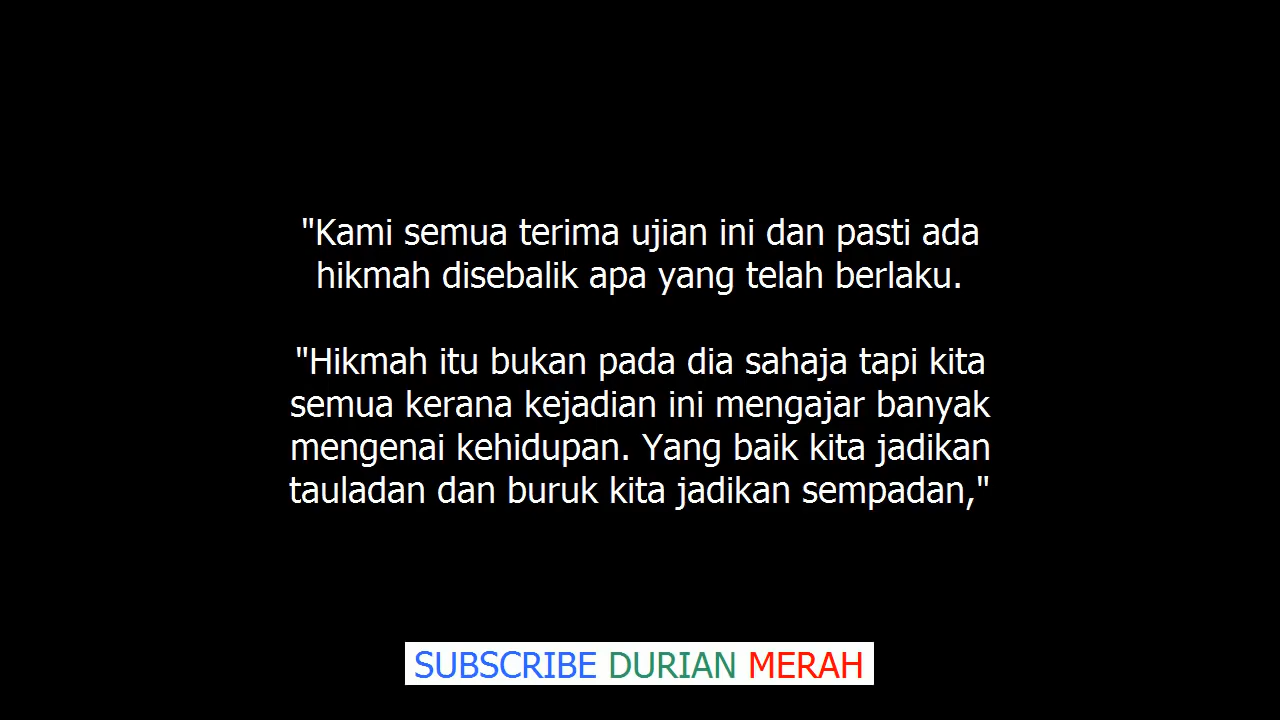 "Kami semua terima ujian ini dan pasti ada
hikmah disebalik apa yang telah berlaku.
"Hikmah itu bukan pada dia sahaja tapi kita
semua kerana kejadian ini mengajar banyak
mengenai kehidupan. Yang baik kita jadikan
tauladan dan buruk kita jadikan sempadan,"
SUBSCRIBE DURIAN MERAH